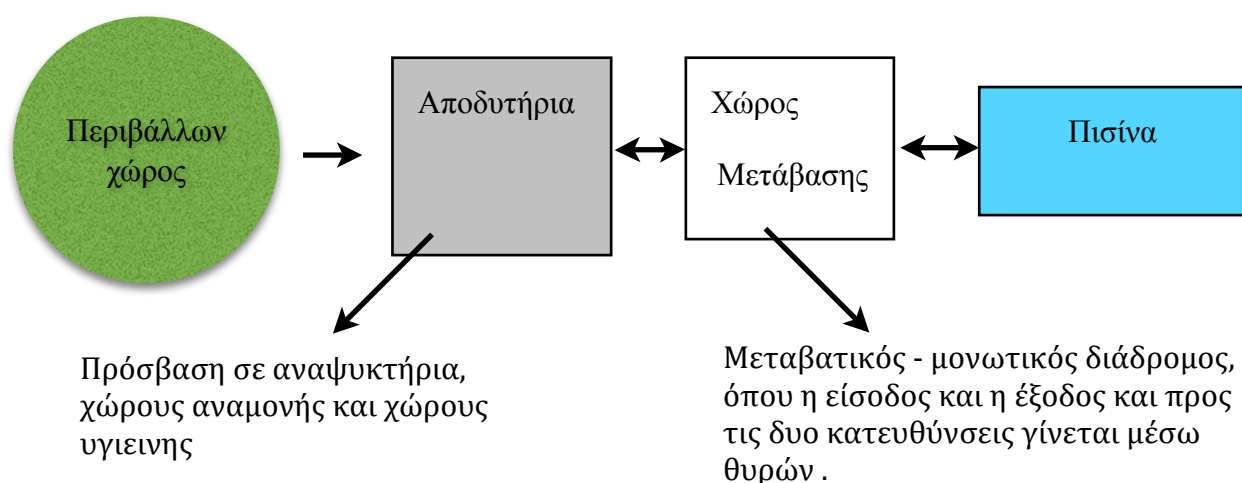 Περιβάλλων
χώρος
Αποδυτήρια
Χώρος
Μετάβασης
Πισίνα
Πρόσβαση σε αναψυκτήρια,
χώρους αναμονής και χώρους
υγιεινης
Μεταβατικός - μονωτικός διάδρομος,
όπου η είσοδος και η έξοδος και προς
τις δυο κατευθύνσεις γίνεται μέσω
θυρών .